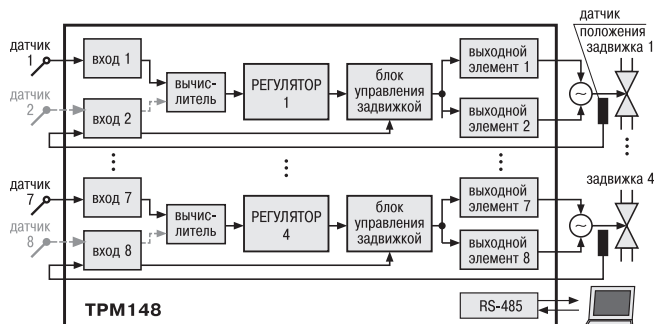 датчик
1
датчик
2
вход 1
вход 2
вычис-
литель
РЕГУЛЯТОР
1
блок
управления
задвижкой
выходной
элемент 1
выходной
элемент 2
~
датчик
положения
задвижка 1
датчик
7
датчик
8
вход 7
вход 8
вычис-
литель
РЕГУЛЯТОР
4
блок
управления
задвижкой
выходной
элемент 7
выходной
элемент 8
~
задвижка 4
ТРМ148
RS-485